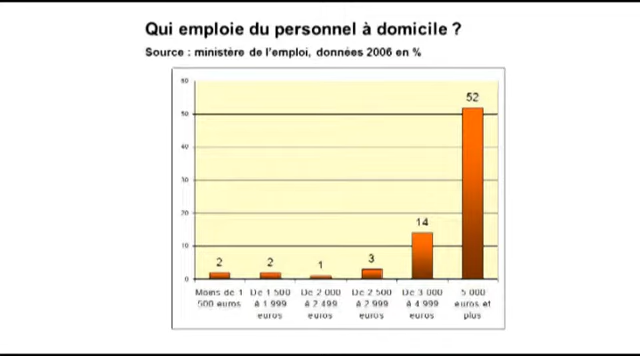 Qui emploie du personnel à domicile ?
Source : ministère de l'emploi, données 2006 en %
60
50
40
30
20
10
0
2
2
1
3
14
52
Moins de 1 500 euros
De 1 500 à 1 999 euros
De 2 000 à 2 499 euros
De 2 500 à 2 999 euros
De 3 000 à 4 999 euros
5 000 euros et plus